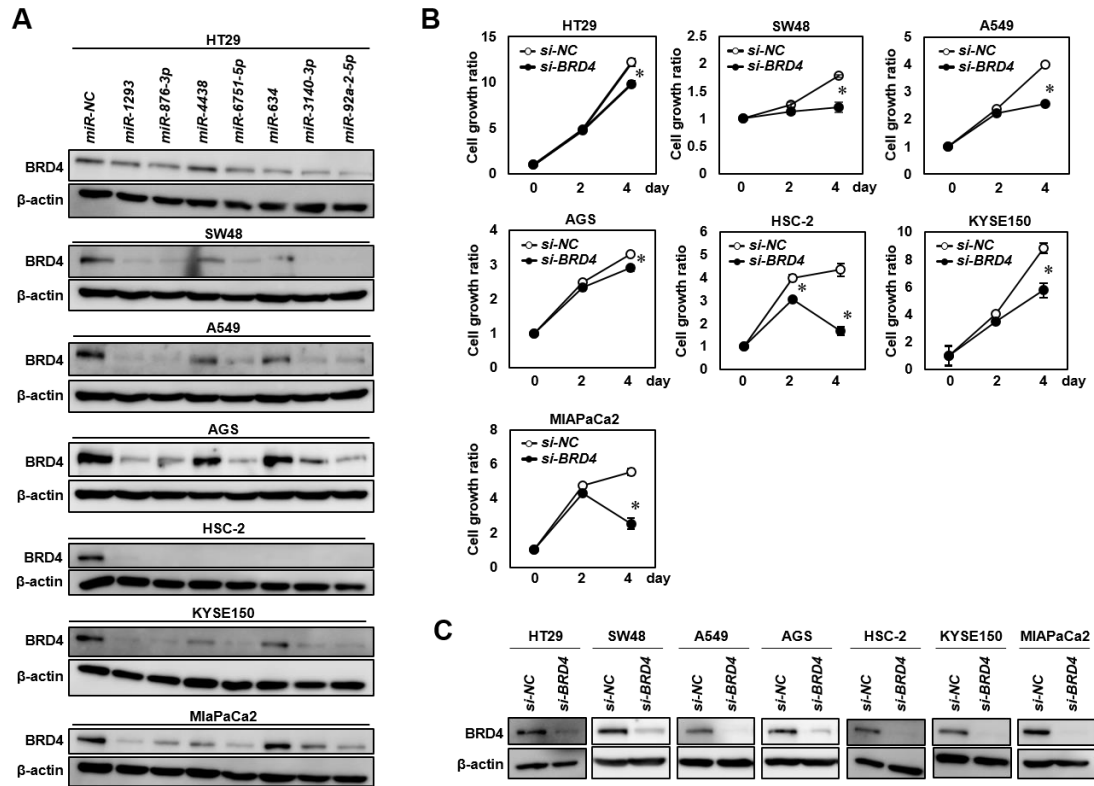 A
HT29
miR-NC
miR-1293
miR-876-3p
miR-4438
miR-6751-5p
miR-634
miR-3140-3p
miR-92a-2-5p
BRD4
β-actin
SW48
BRD4
β-actin
A549
BRD4
β-actin
AGS
BRD4
β-actin
HSC-2
BRD4
β-actin
KYSE150
BRD4
β-actin
MIaPaCa2
BRD4
β-actin
B
HT29
Cell growth ratio
15
10
5
0
si-NC
si-BRD4
*
0 2 4 day
SW48
Cell growth ratio
2.5
2
1.5
1
0.5
si-NC
si-BRD4
*
0 2 4 day
A549
Cell growth ratio
5
4
3
2
1
0
si-NC
si-BRD4
*
0 2 4 day
AGS
Cell growth ratio
4
3
2
1
0
si-NC
si-BRD4
*
0 2 4 day
HSC-2
Cell growth ratio
6
5
4
3
2
1
0
si-NC
si-BRD4
*
*
0 2 4 day
KYSE150
Cell growth ratio
10
8
6
4
2
0
si-NC
si-BRD4
*
0 2 4 day
MIAPaCa2
Cell growth ratio
8
6
4
2
0
si-NC
si-BRD4
*
0 2 4 day
C
HT29 SW48 A549 AGS HSC-2 KYSE150 MIAPaCa2
si-NC si-BRD4 si-NC si-BRD4 si-NC si-BRD4 si-NC si-BRD4 si-NC si-BRD4 si-NC si-BRD4 si-NC si-BRD4
BRD4
β-actin